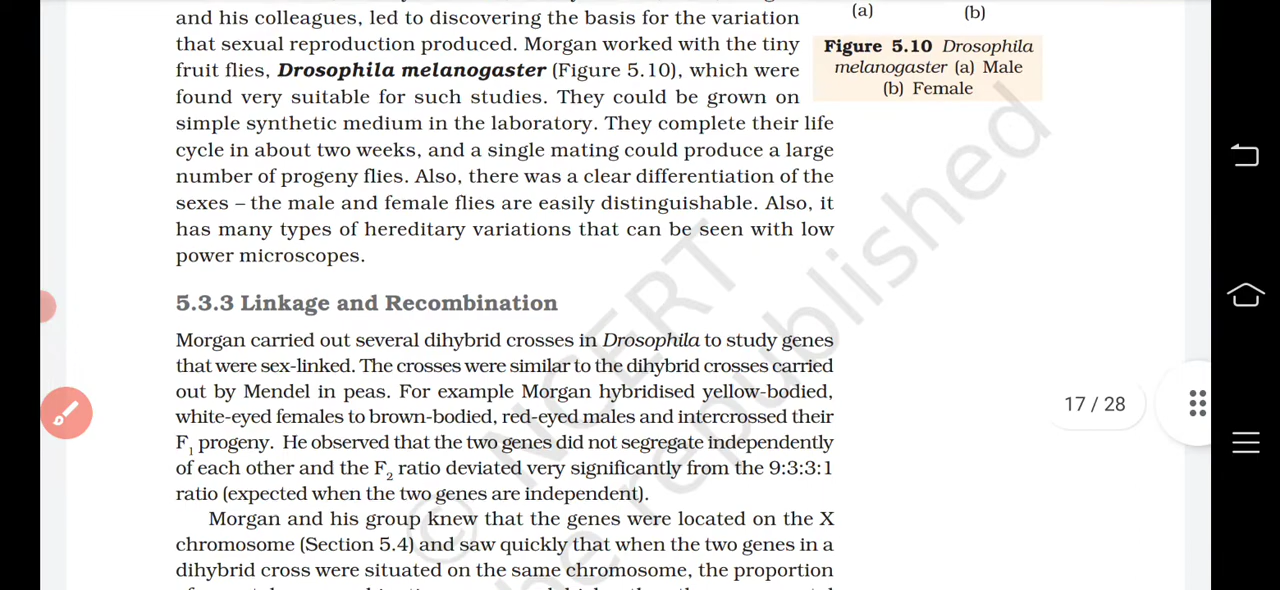 and his colleagues, led to discovering the basis for the variation
that sexual reproduction produced. Morgan worked with the tiny
fruit flies, Drosophila melanogaster (Figure 5.10), which were
found very suitable for such studies. They could be grown on
simple synthetic medium in the laboratory. They complete their life
cycle in about two weeks, and a single mating could produce a large
number of progeny flies. Also, there was a clear differentiation of the
sexes – the male and female flies are easily distinguishable. Also, it
has many types of hereditary variations that can be seen with low
power microscopes.
(a) (b)
Figure 5.10 Drosophila
melanogaster (a) Male
(b) Female
5.3.3 Linkage and Recombination
Morgan carried out several dihybrid crosses in Drosophila to study genes
that were sex-linked. The crosses were similar to the dihybrid crosses carried
out by Mendel in peas. For example Morgan hybridised yellow-bodied,
white-eyed females to brown-bodied, red-eyed males and intercrossed their
F1 progeny. He observed that the two genes did not segregate independently
of each other and the F2 ratio deviated very significantly from the 9:3:3:1
ratio (expected when the two genes are independent).
Morgan and his group knew that the genes were located on the X
chromosome (Section 5.4) and saw quickly that when the two genes in a
dihybrid cross were situated on the same chromosome, the proportion
17 / 28
© NCERT
be republished